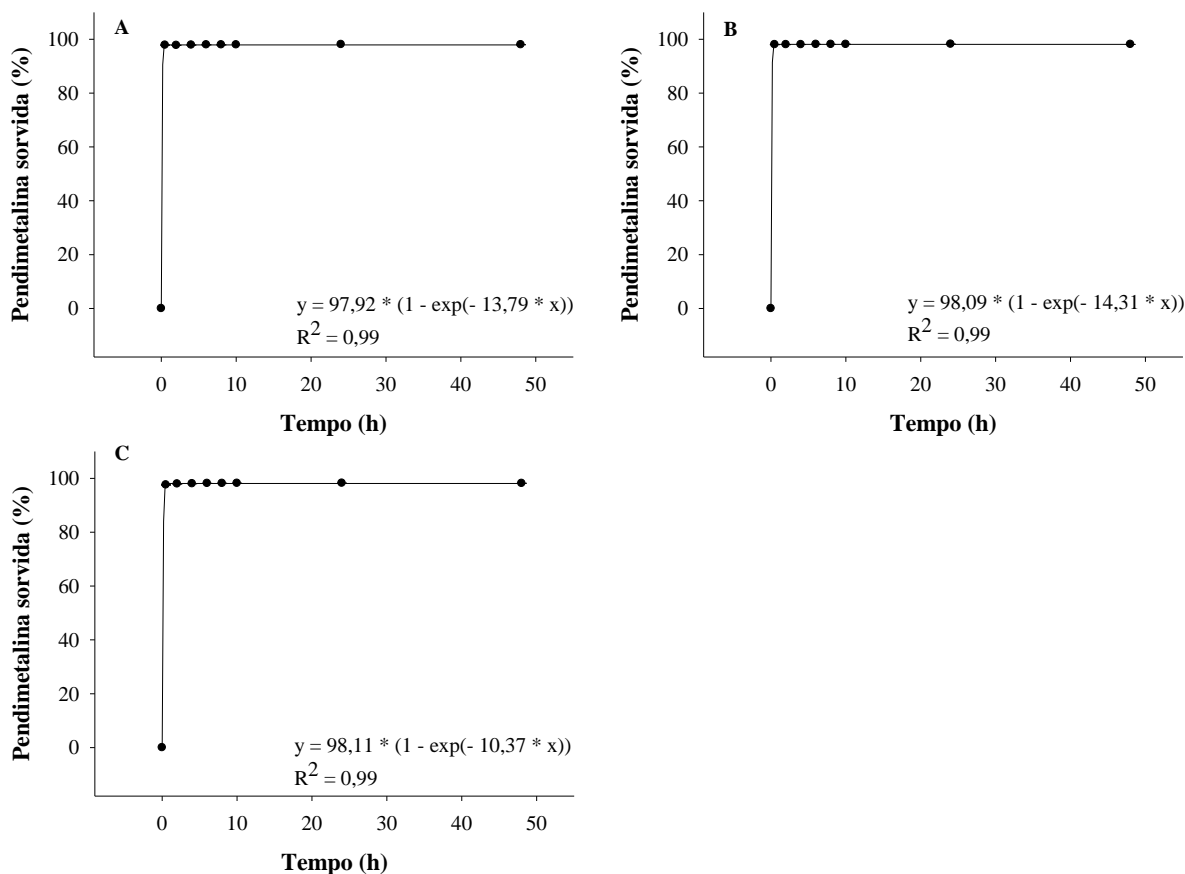 A
Pendimetalina sorvida (%)
100
80
60
40
20
0
y = 97,92 * (1 - exp(- 13,79 * x))
R² = 0,99
0 10 20 30 40 50
Tempo (h)
B
Pendimetalina sorvida (%)
100
80
60
40
20
0
y = 98,09 * (1 - exp(- 14,31 * x))
R² = 0,99
0 10 20 30 40 50
Tempo (h)
C
Pendimetalina sorvida (%)
100
80
60
40
20
0
y = 98,11 * (1 - exp(- 10,37 * x))
R² = 0,99
0 10 20 30 40 50
Tempo (h)